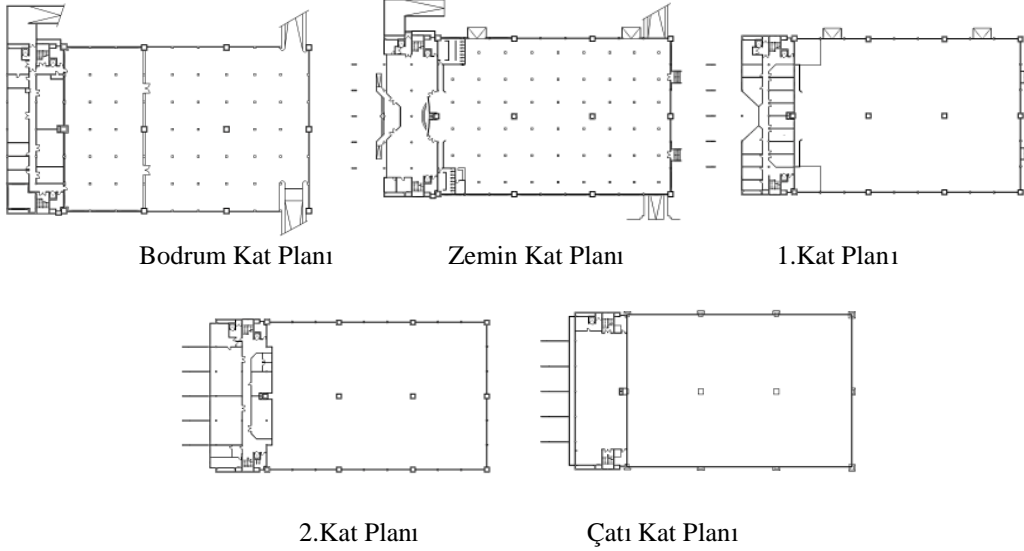 Bodrum Kat Planı Zemin Kat Planı 1.Kat Planı
2.Kat Planı Çatı Kat Planı